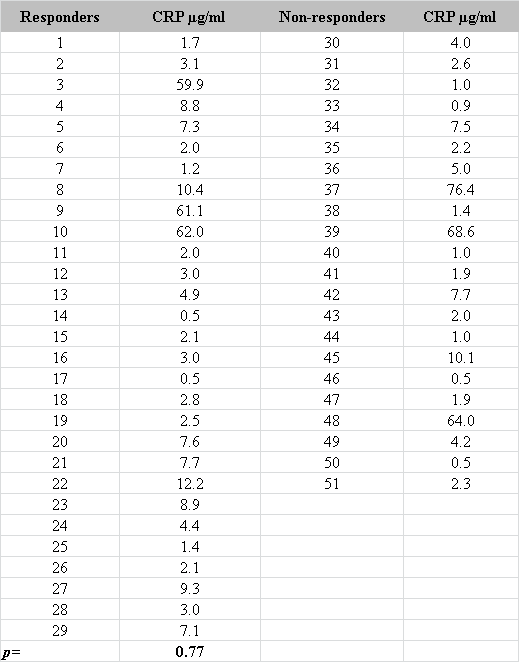 Responders CRP µg/ml Non-responders CRP µg/ml
1 1.7 30 4.0
2 3.1 31 2.6
3 59.9 32 1.0
4 8.8 33 0.9
5 7.3 34 7.5
6 2.0 35 2.2
7 1.2 36 5.0
8 10.4 37 76.4
9 61.1 38 1.4
10 62.0 39 68.6
11 2.0 40 1.0
12 3.0 41 1.9
13 4.9 42 7.7
14 0.5 43 2.0
15 2.1 44 1.0
16 3.0 45 10.1
17 0.5 46 0.5
18 2.8 47 1.9
19 2.5 48 64.0
20 7.6 49 4.2
21 7.7 50 0.5
22 12.2 51 2.3
23 8.9
24 4.4
25 1.4
26 2.1
27 9.3
28 3.0
29 7.1
p= 0.77